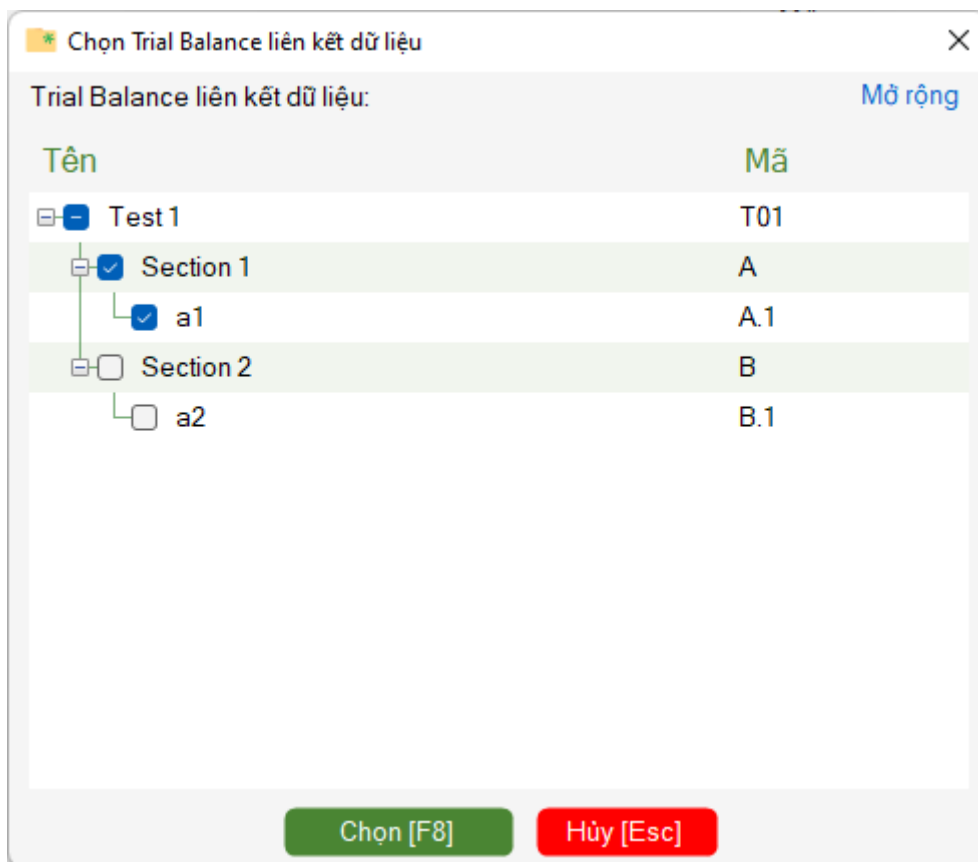 Chọn Trial Balance liên kết dữ liệu
Trial Balance liên kết dữ liệu: Mở rộng
Tên Mã
Test 1 T01
Section 1 A
a1 A.1
Section 2 B
a2 B.1
Chọn [F8] Hủy [Esc]